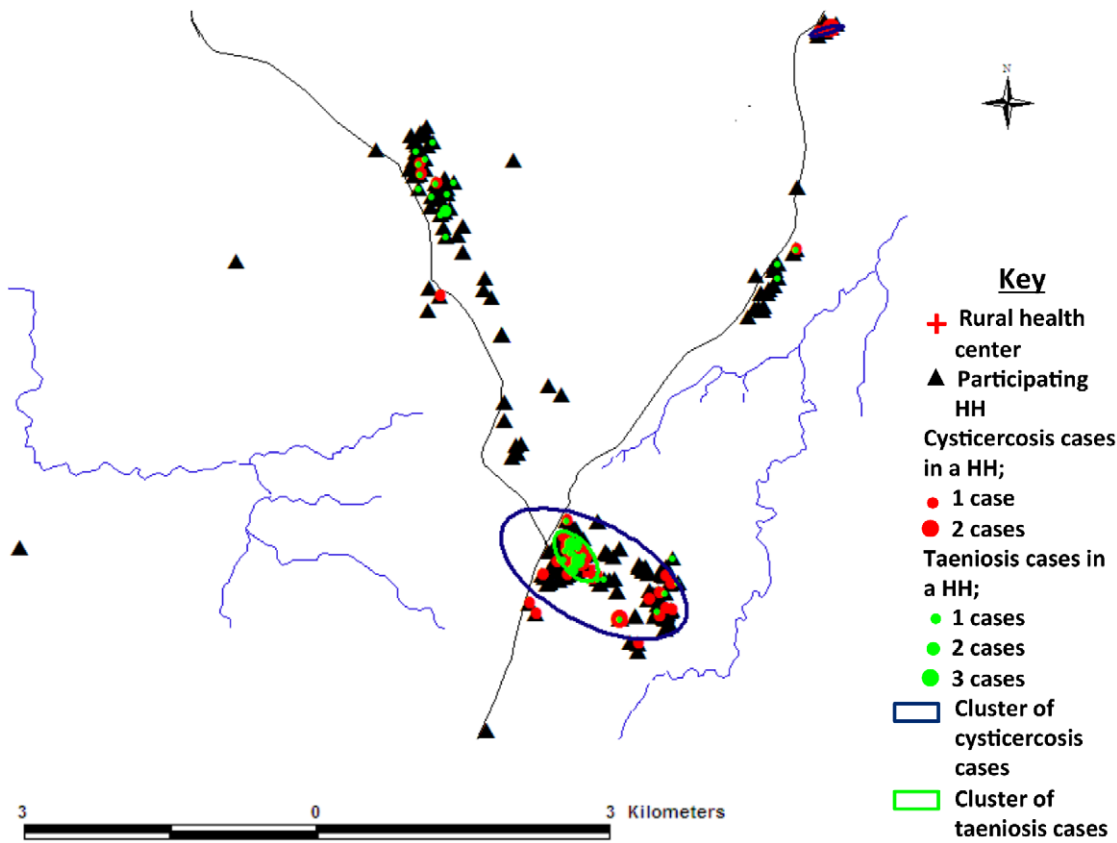 N
Key
Rural health
center
Participating
HH
Cysticercosis cases
in a HH;
1 case
2 cases
Taeniosis cases in
a HH;
1 cases
2 cases
3 cases
Cluster of
cysticercosis
cases
Cluster of
taeniosis cases
3 0 3 Kilometers